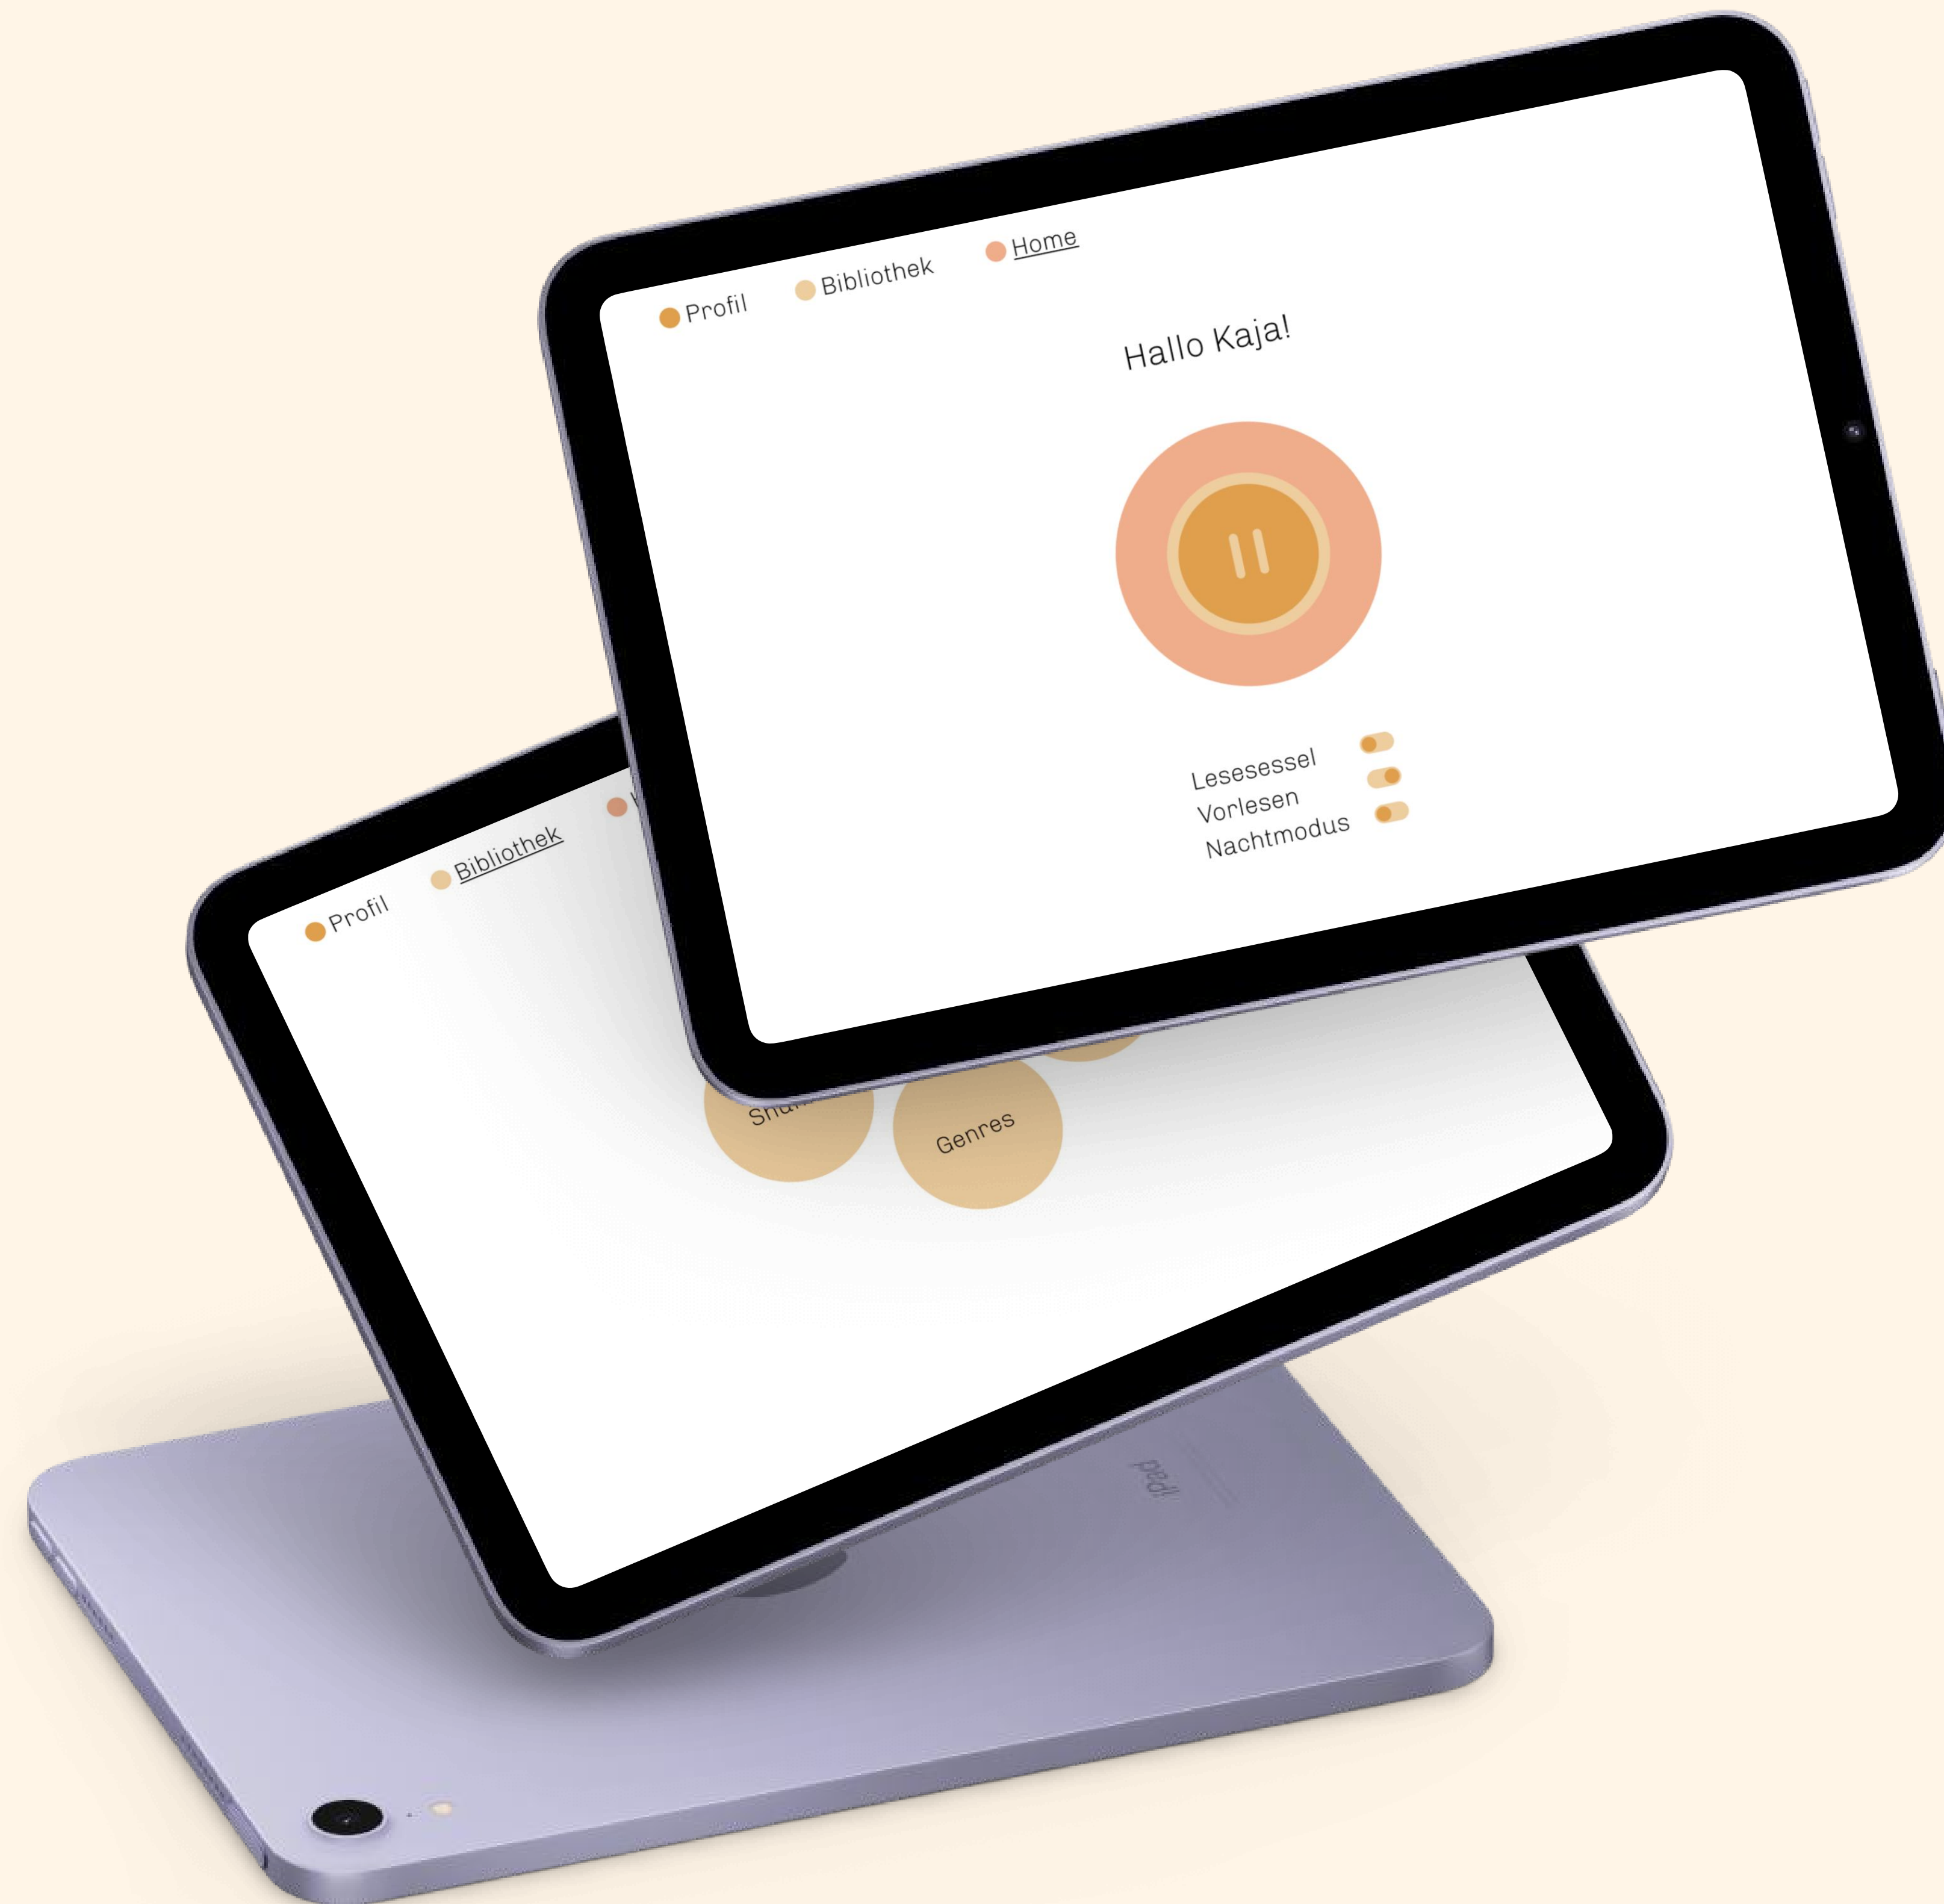 Profil
Bibliothek
Home
Hallo Kaja!
Lesesessel
Vorlesen
Nachtmodus
Profil
Bibliothek
Genres
iPad